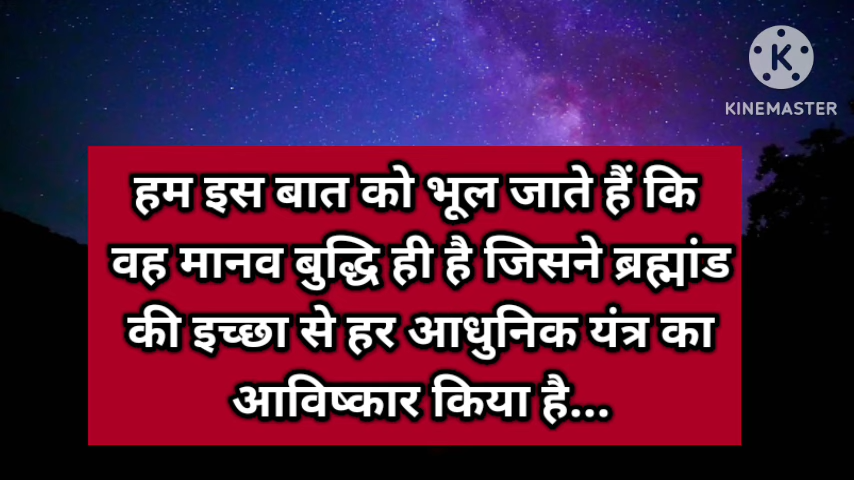 KINEMASTER
हम इस बात को भूल जाते हैं कि
वह मानव बुद्धि ही है जिसने ब्रह्मांड
की इच्छा से हर आधुनिक यंत्र का
आविष्कार किया है...